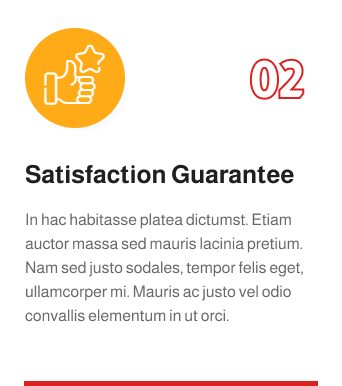 02
Satisfaction Guarantee
In hac habitasse platea dictumst. Etiam
auctor massa sed mauris lacinia pretium.
Nam sed justo sodales, tempor felis eget,
ullamcorper mi. Mauris ac justo vel odio
convallis elementum in ut orci.